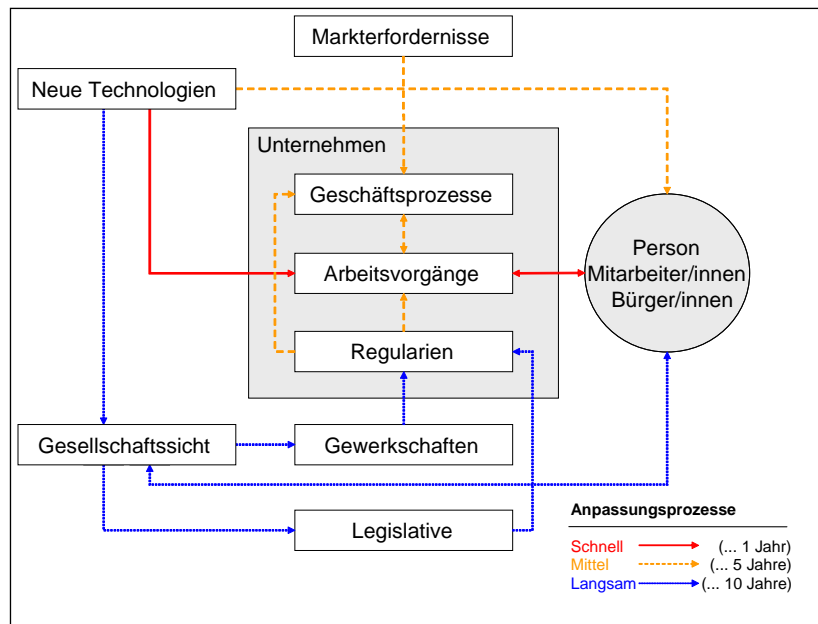 Markterfordernisse
Neue Technologien
Unternehmen
Geschäftsprozesse
Arbeitsvorgänge
Person
Mitarbeiter/innen
Bürger/innen
Regularien
Gesellschaftssicht
Gewerkschaften
Legislative
Anpassungsprozesse
Schnell (... 1 Jahr)
Mittel (... 5 Jahre)
Langsam (... 10 Jahre)